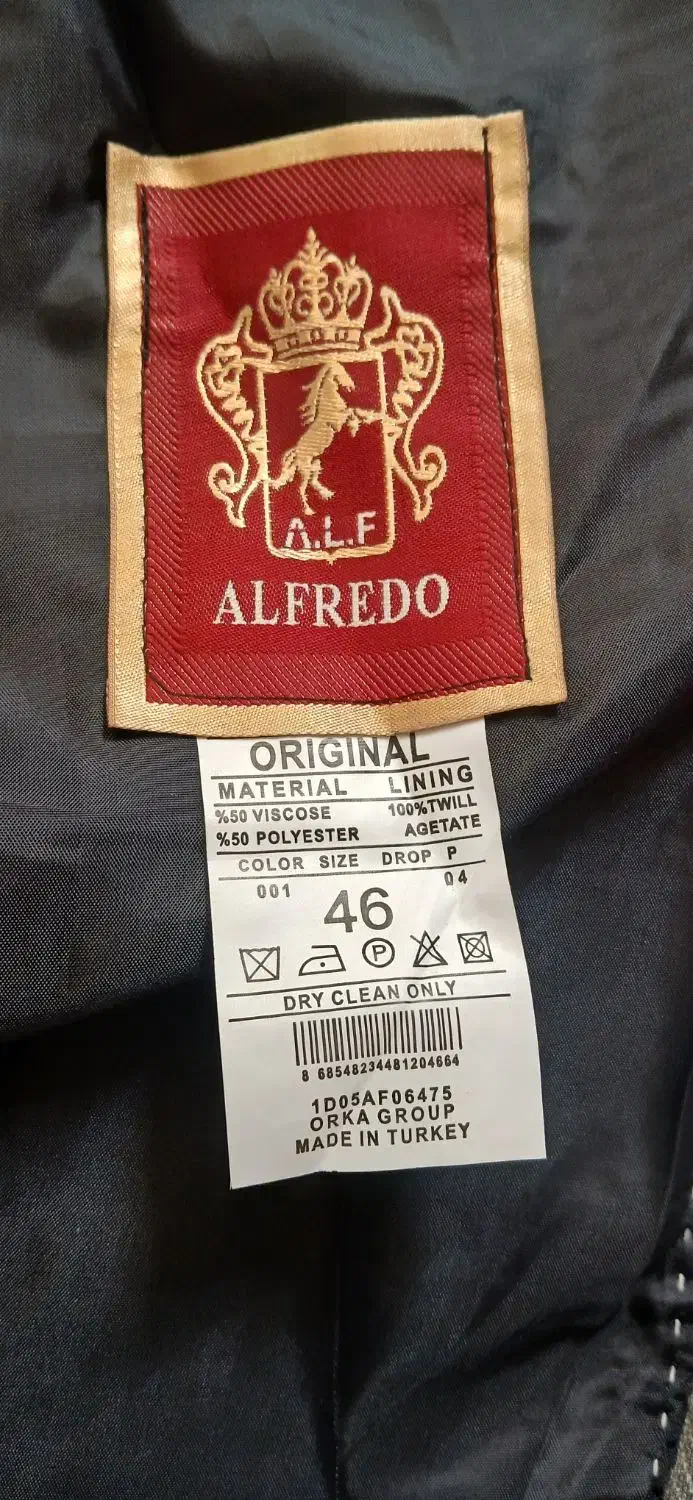 A.L.F
ALFREDO
ORIGINAL
MATERIAL LINING
%50 VISCOSE 100%TWILL
%50 POLYESTER AGETATE
COLOR SIZE DROP P
001 46 04
P
DRY CLEAN ONLY
8 68548234481204664
1D05AF06475
ORKA GROUP
MADE IN TURKEY